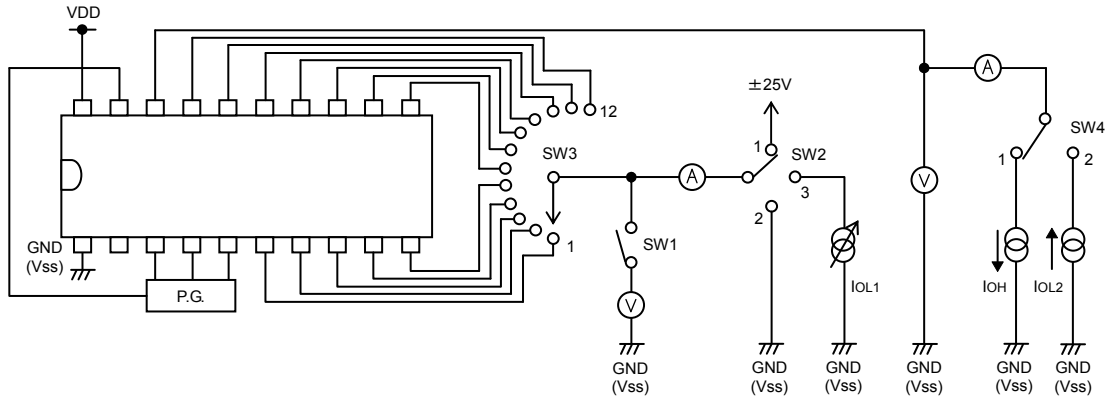 VDD
±25V
12
SW3
1
SW2
SW4
1
2
A
A
3
V
2
SW1
GND
(Vss)
1
P.G.
V
IOL1
IOH
IOL2
GND
(Vss)
GND
(Vss)
GND
(Vss)
GND
(Vss)
GND
(Vss)
GND
(Vss)